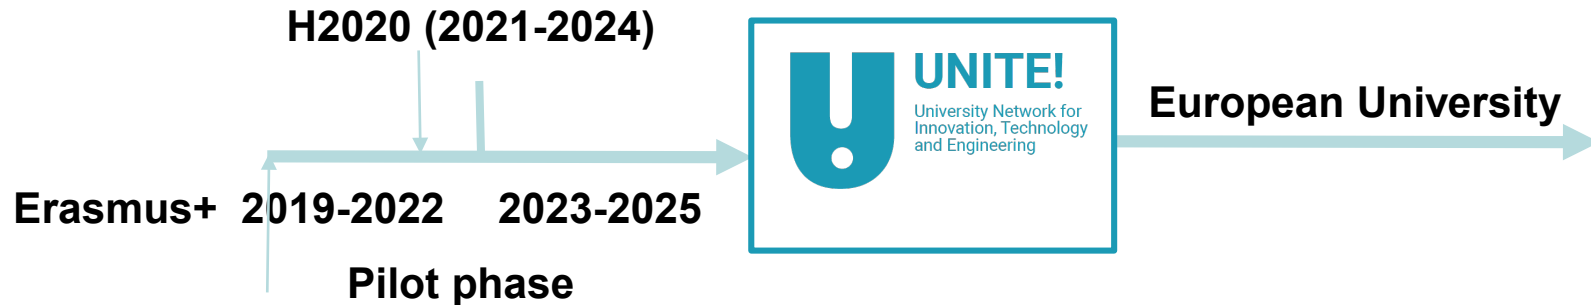 H2020 (2021-2024)
UNITE!
University Network for
Innovation, Technology
and Engineering
European University
Erasmus+ 2019-2022 2023-2025
Pilot phase